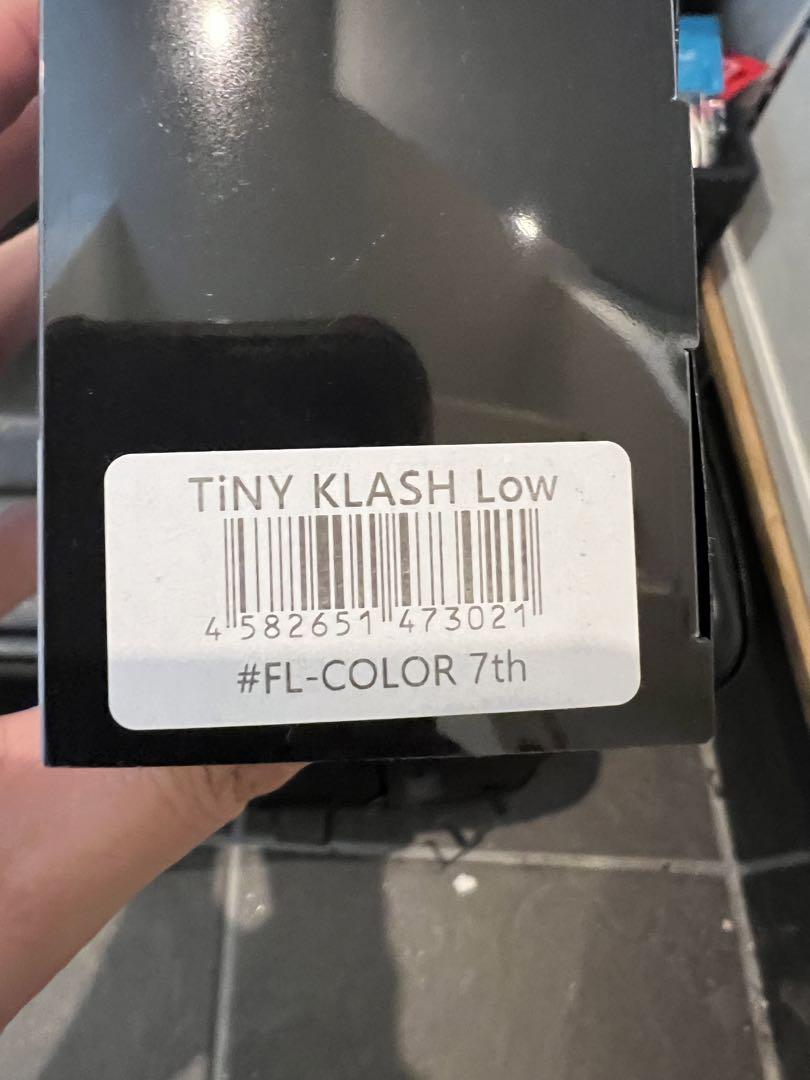 TiNY KLASH Low
4 582651 473021
#FL-COLOR 7th